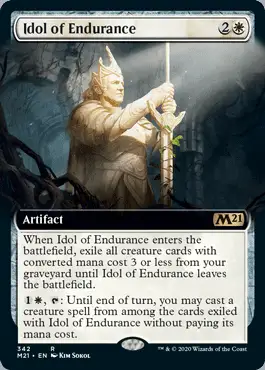 Idol of Endurance 2
Artifact M21
When Idol of Endurance enters the
battlefield, exile all creature cards with
converted mana cost 3 or less from your
graveyard until Idol of Endurance leaves
the battlefield.
1 , : Until end of turn, you may cast a
creature spell from among the cards exiled
with Idol of Endurance without paying its
mana cost.
342 R
M21 • EN KIM SOKOL
™ & © 2020 Wizards of the Coast